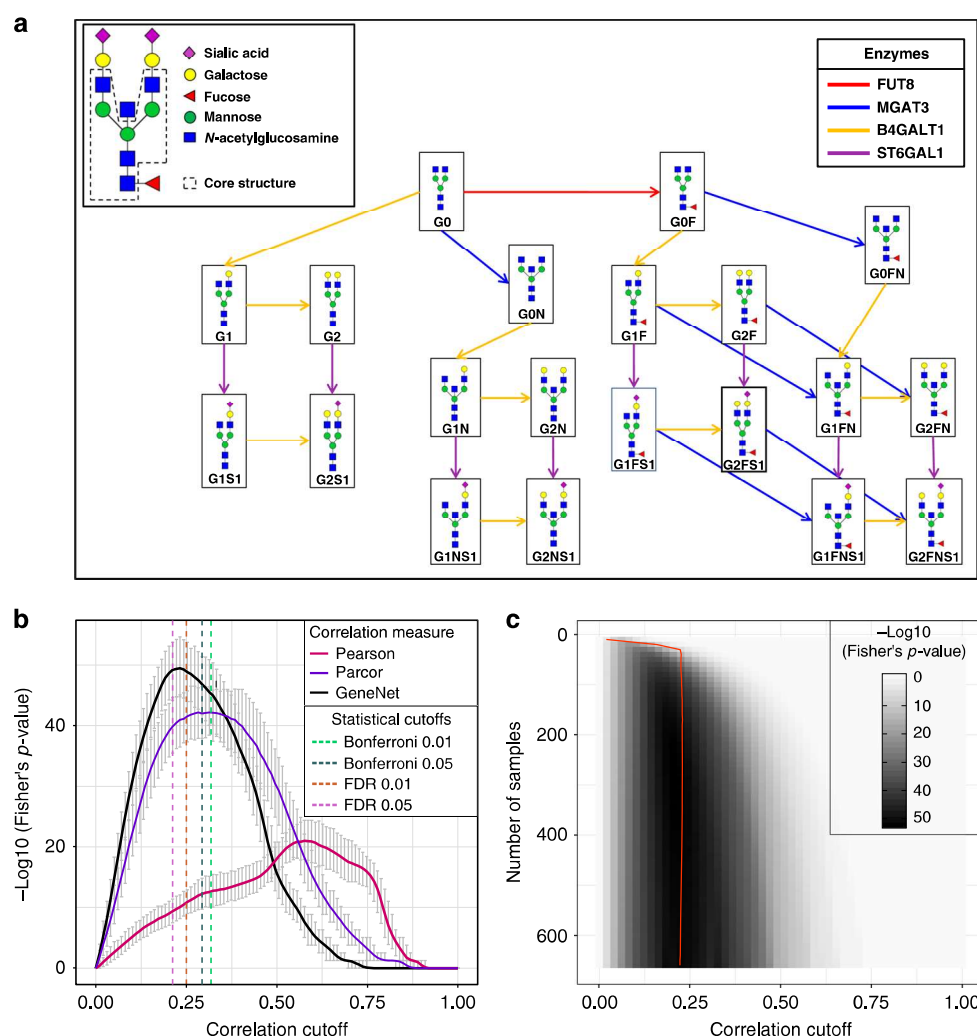 a
Sialic acid
Galactose
Fucose
Mannose
N-acetylglucosamine
Core structure
Enzymes
FUT8
MGAT3
B4GALT1
ST6GAL1
G0
G0F
G0FN
G0N
G1
G2
G1F
G2F
G1N
G2N
G1FN
G2FN
G1S1
G2S1
G1FS1
G2FS1
G1NS1
G2NS1
G1FNS1
G2FNS1
b
–Log10 (Fisher's p-value)
40
20
0
0.00 0.25 0.50 0.75 1.00
Correlation cutoff
Correlation measure
Pearson
Parcor
GeneNet
Statistical cutoffs
Bonferroni 0.01
Bonferroni 0.05
FDR 0.01
FDR 0.05
c
Number of samples
0
200
400
600
0.00 0.25 0.50 0.75 1.00
Correlation cutoff
–Log10
(Fisher's p-value)
0
10
20
30
40
50